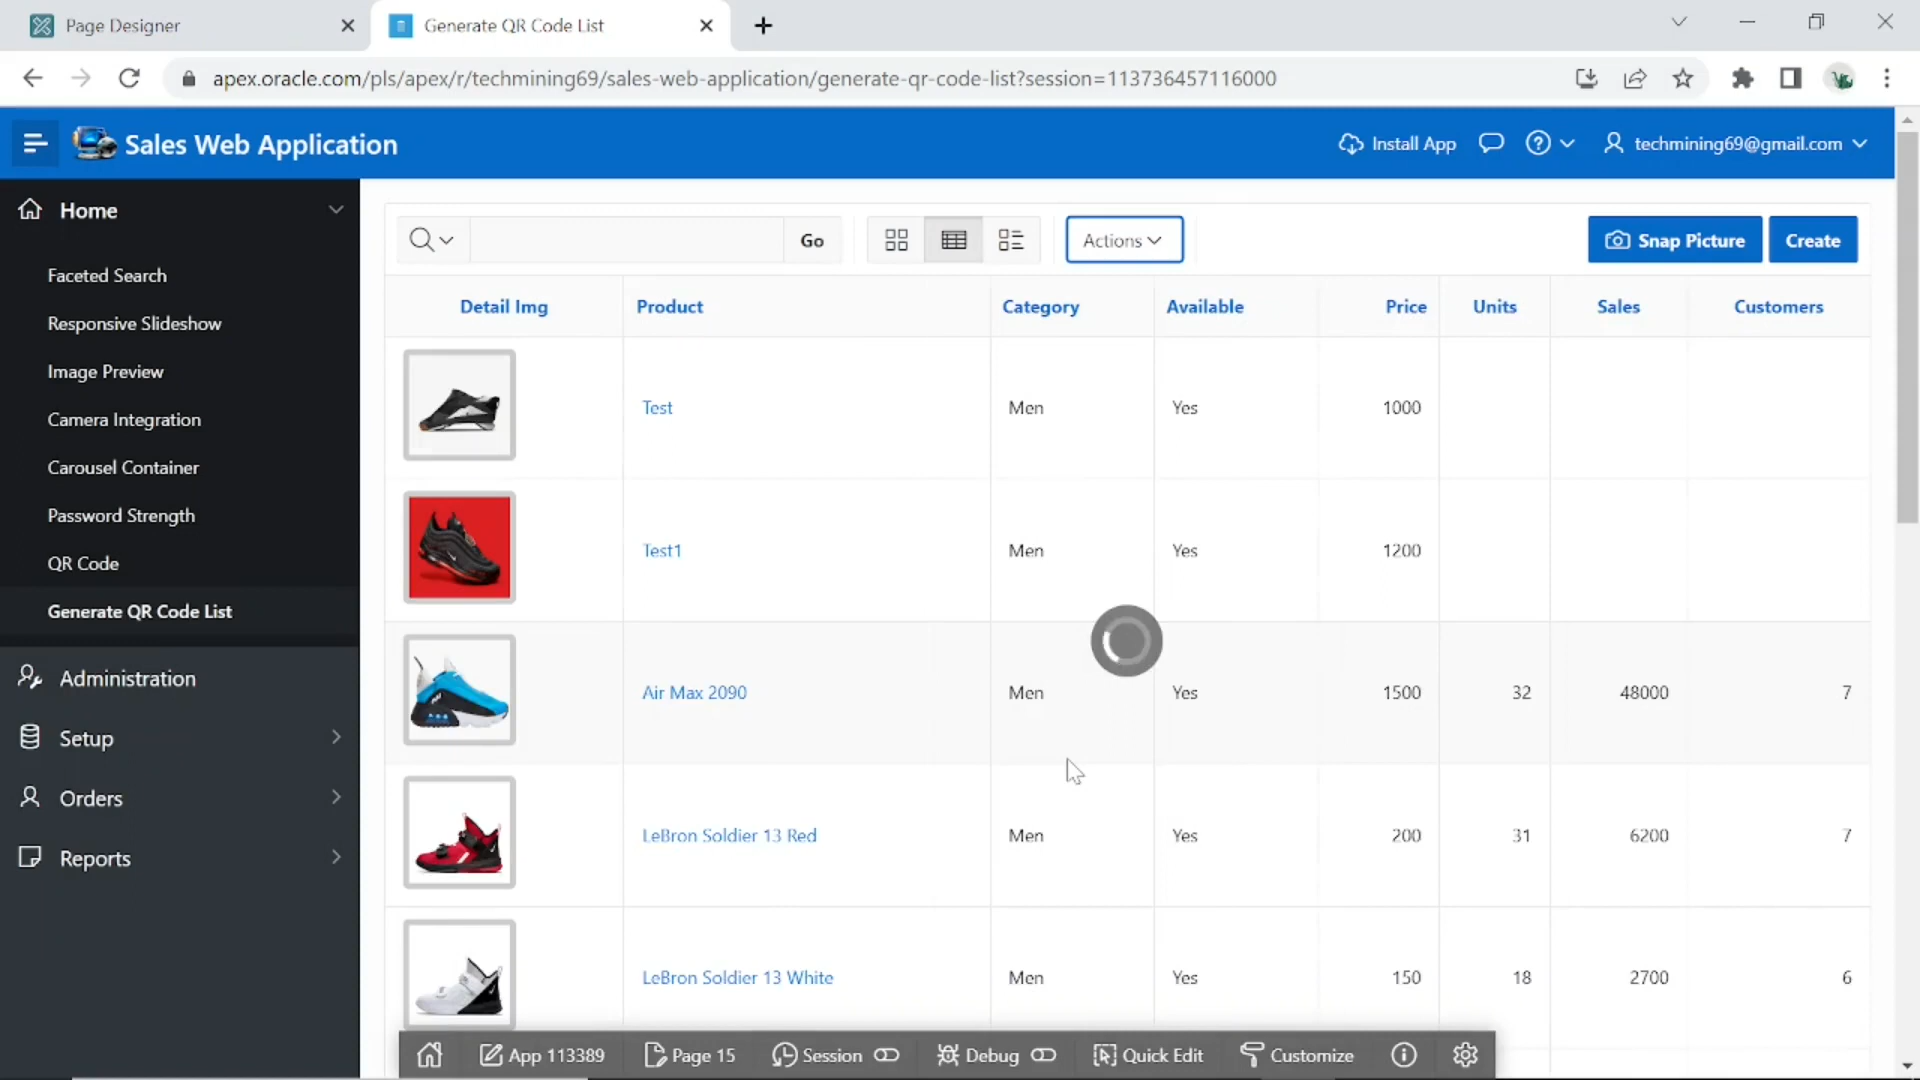 Page Designer
Generate QR Code List
apex.oracle.com/pls/apex/r/techmining69/sales-web-application/generate-qr-code-list?session=113736457116000
Sales Web Application
Install App
techmining69@gmail.com
Home
Faceted Search
Responsive Slideshow
Image Preview
Camera Integration
Carousel Container
Password Strength
QR Code
Generate QR Code List
Administration
Setup
Orders
Reports
Go
Actions
Snap Picture
Create
Detail Img Product Category Available Price Units Sales Customers
Test Men Yes 1000
Test1 Men Yes 1200
Air Max 2090 Men Yes 1500 32 48000 7
LeBron Soldier 13 Red Men Yes 200 31 6200 7
LeBron Soldier 13 White Men Yes 150 18 2700 6
App 113389
Page 15
Session
Debug
Quick Edit
Customize